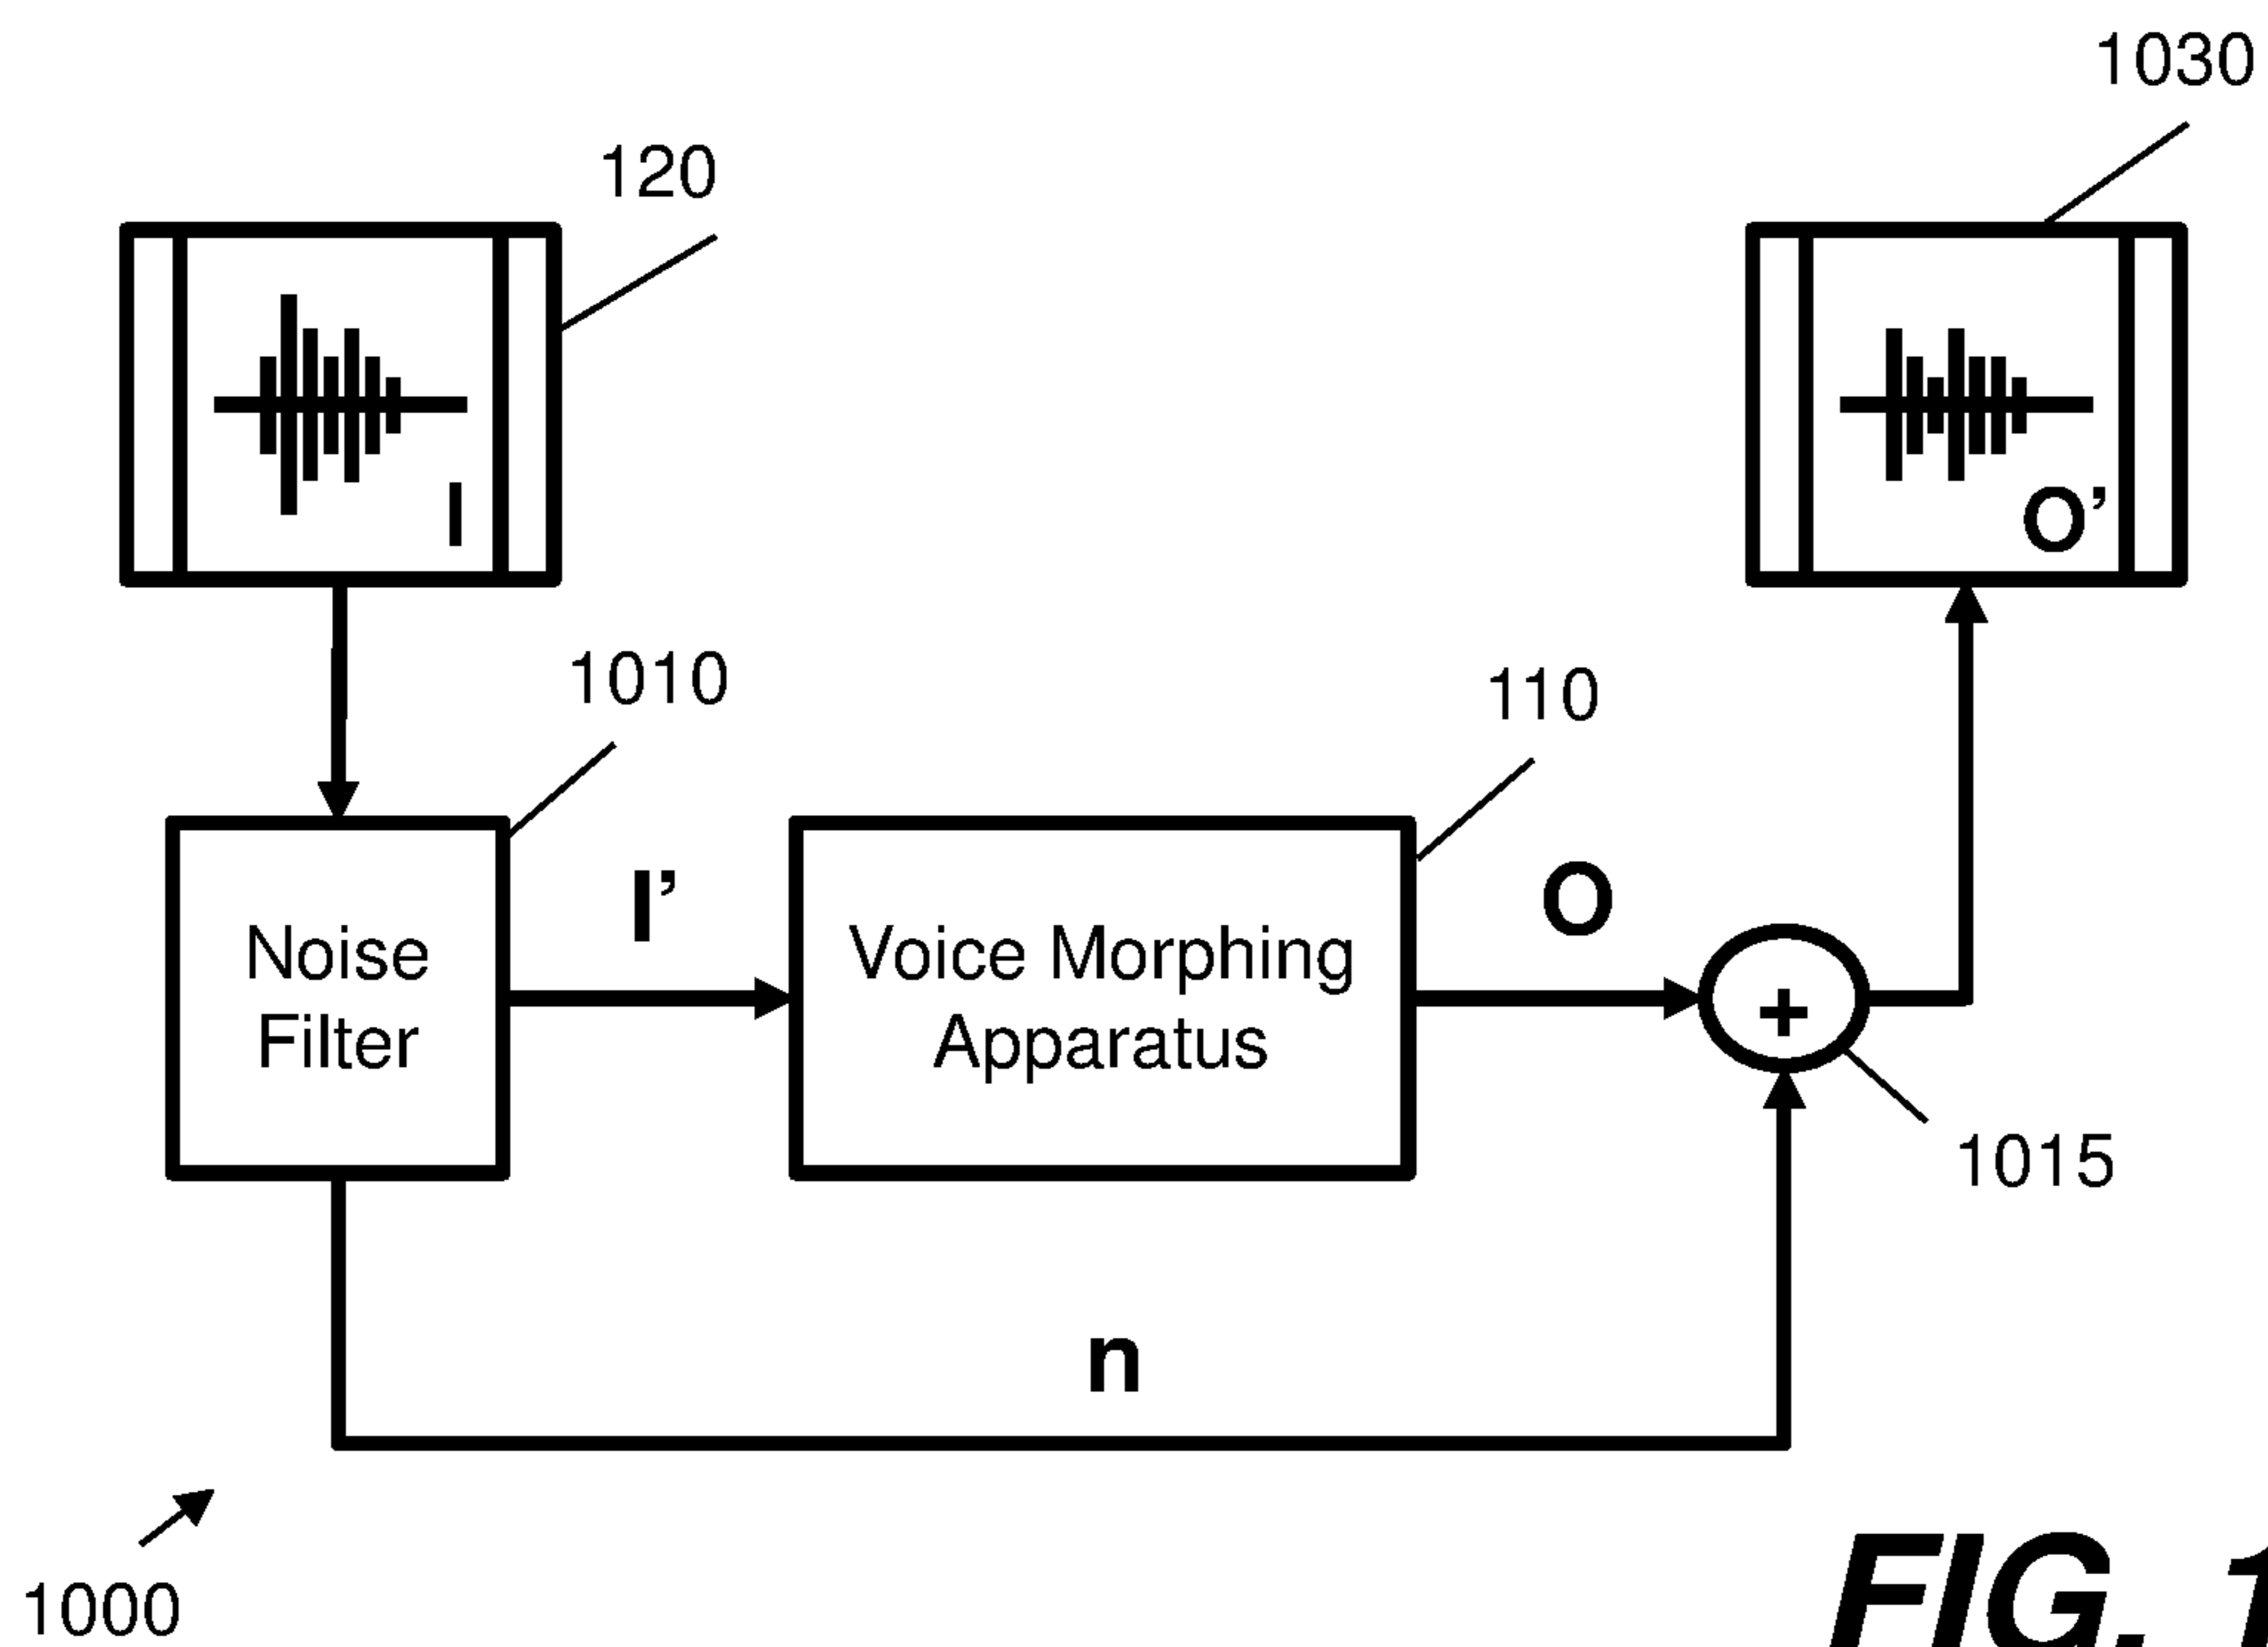 1030
120
I
O’
1010
110
I’
O
Noise
Filter
Voice Morphing
Apparatus
+
1015
n
1000
FIG. 1